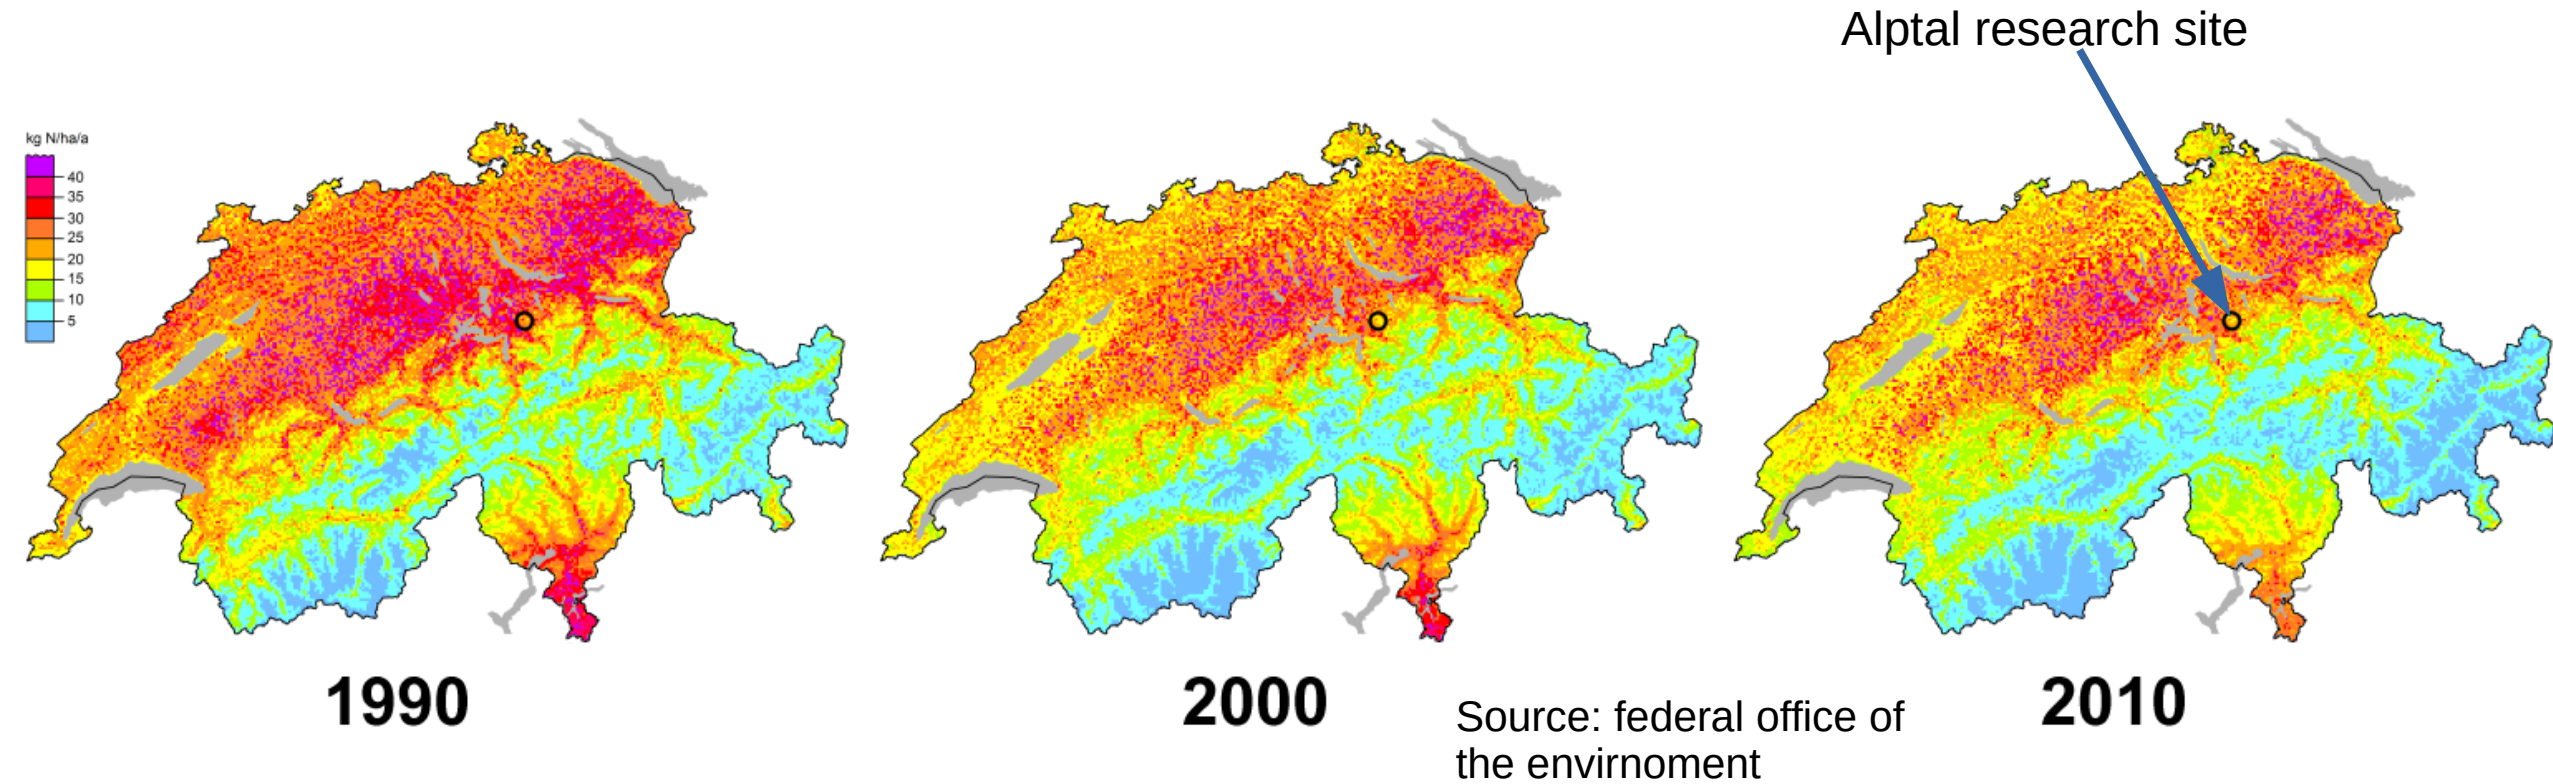 Alptal research site
kg N/ha/a
40
35
30
25
20
15
10
5
1990
2000
2010
Source: federal office of
the envirnoment